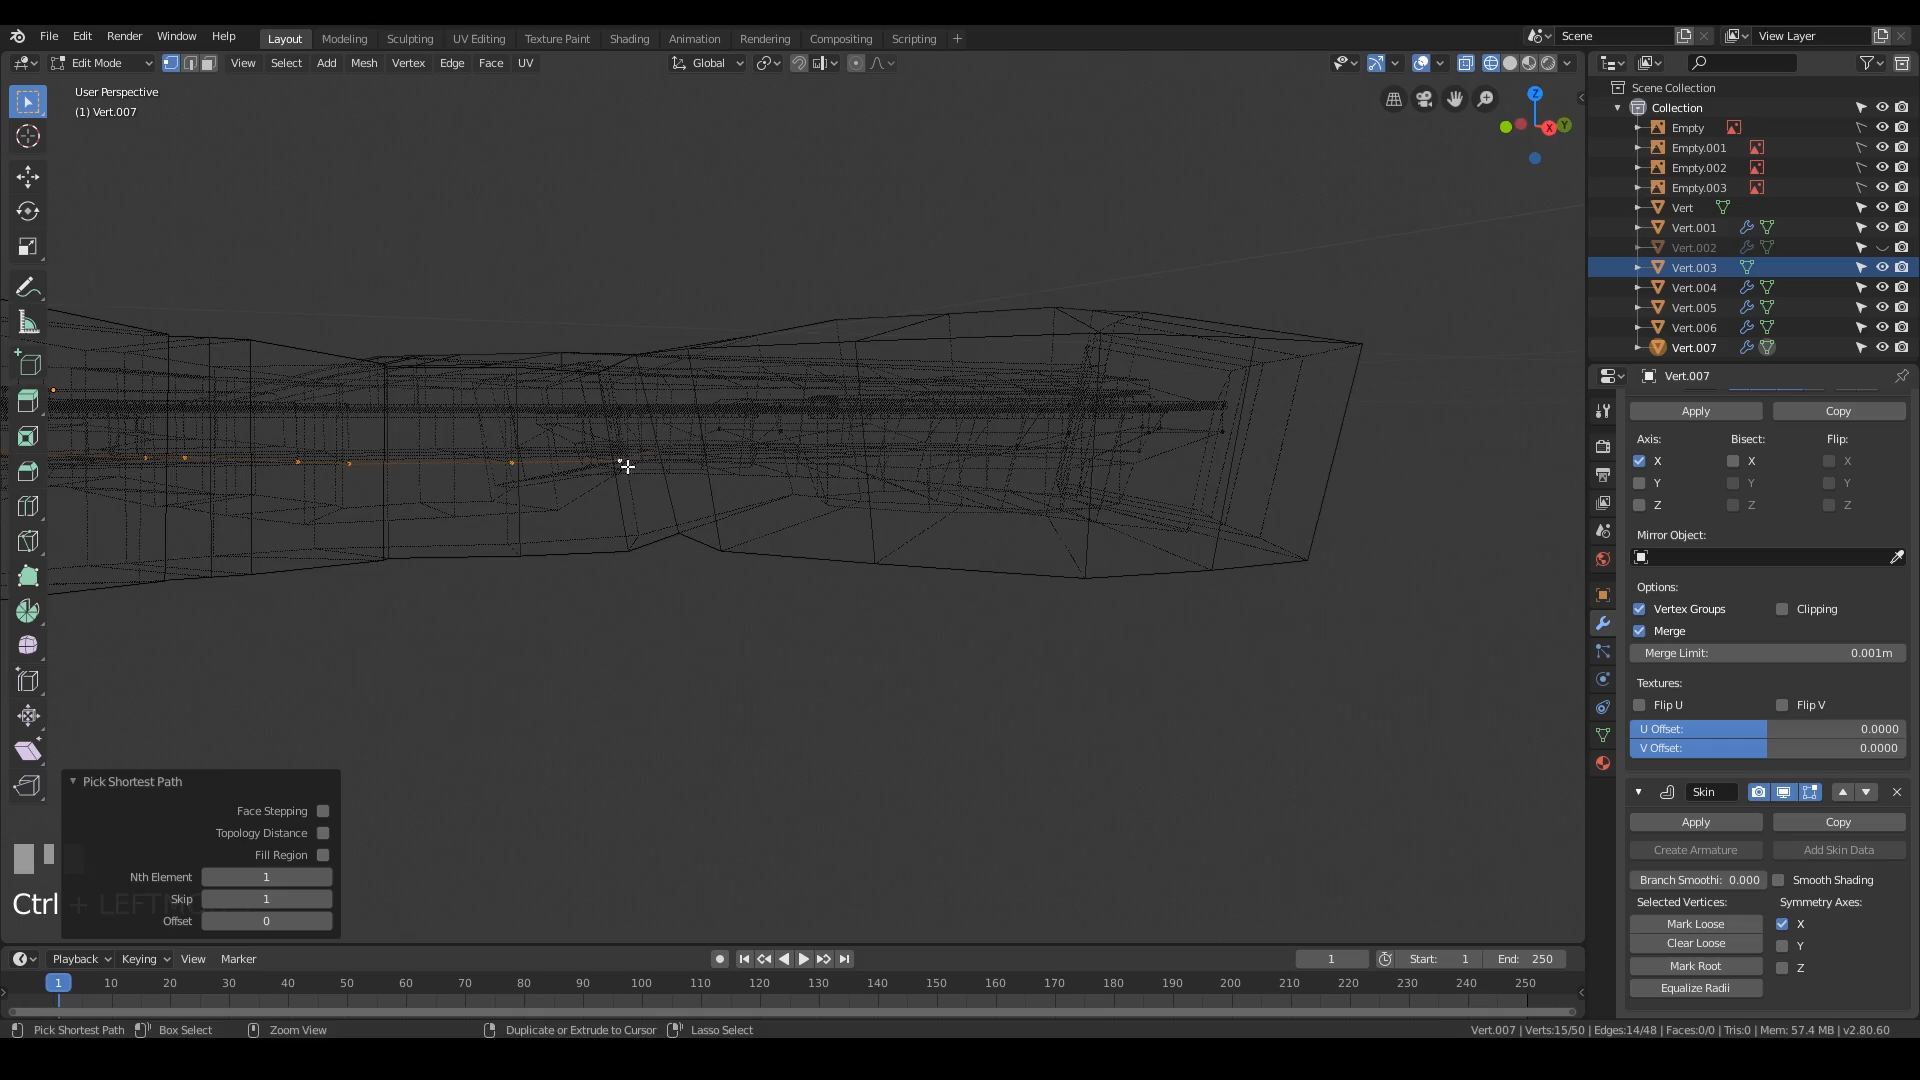 File Edit Render Window Help Layout Modeling Sculpting UV Editing Texture Paint Shading Animation Rendering Compositing Scripting + Scene View Layer
Edit Mode View Select Add Mesh Vertex Edge Face UV Global
User Perspective
(1) Vert.007
Z
X
Y
Scene Collection
Collection
Empty
Empty.001
Empty.002
Empty.003
Vert
Vert.001
Vert.002
Vert.003
Vert.004
Vert.005
Vert.006
Vert.007
Vert.007
Apply Copy
Axis: Bisect: Flip:
X X X
Y Y Y
Z Z Z
Mirror Object:
Options:
Vertex Groups Clipping
Merge
Merge Limit: 0.001m
Textures:
Flip U Flip V
U Offset: 0.0000
V Offset: 0.0000
Skin
Apply Copy
Create Armature Add Skin Data
Branch Smoothi: 0.000 Smooth Shading
Selected Vertices: Symmetry Axes:
Mark Loose X
Clear Loose Y
Mark Root Z
Equalize Radii
Pick Shortest Path
Face Stepping
Topology Distance
Fill Region
Nth Element 1
Skip 1
Offset 0
Ctrl
Playback Keying View Marker 1 Start: 1 End: 250
1 10 20 30 40 50 60 70 80 90 100 110 120 130 140 150 160 170 180 190 200 210 220 230 240 250
Pick Shortest Path Box Select Zoom View Duplicate or Extrude to Cursor Lasso Select Vert.007 | Verts:15/50 | Edges:14/48 | Faces:0/0 | Tris:0 | Mem: 57.4 MB | v2.80.60